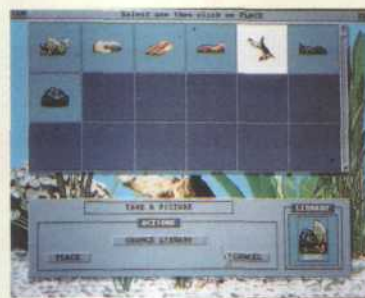 Select one then click on PLACE
TAKE A PICTURE
LIBRARY
ACTIONS
CHANGE LIBRARY
PLACE
CANCEL